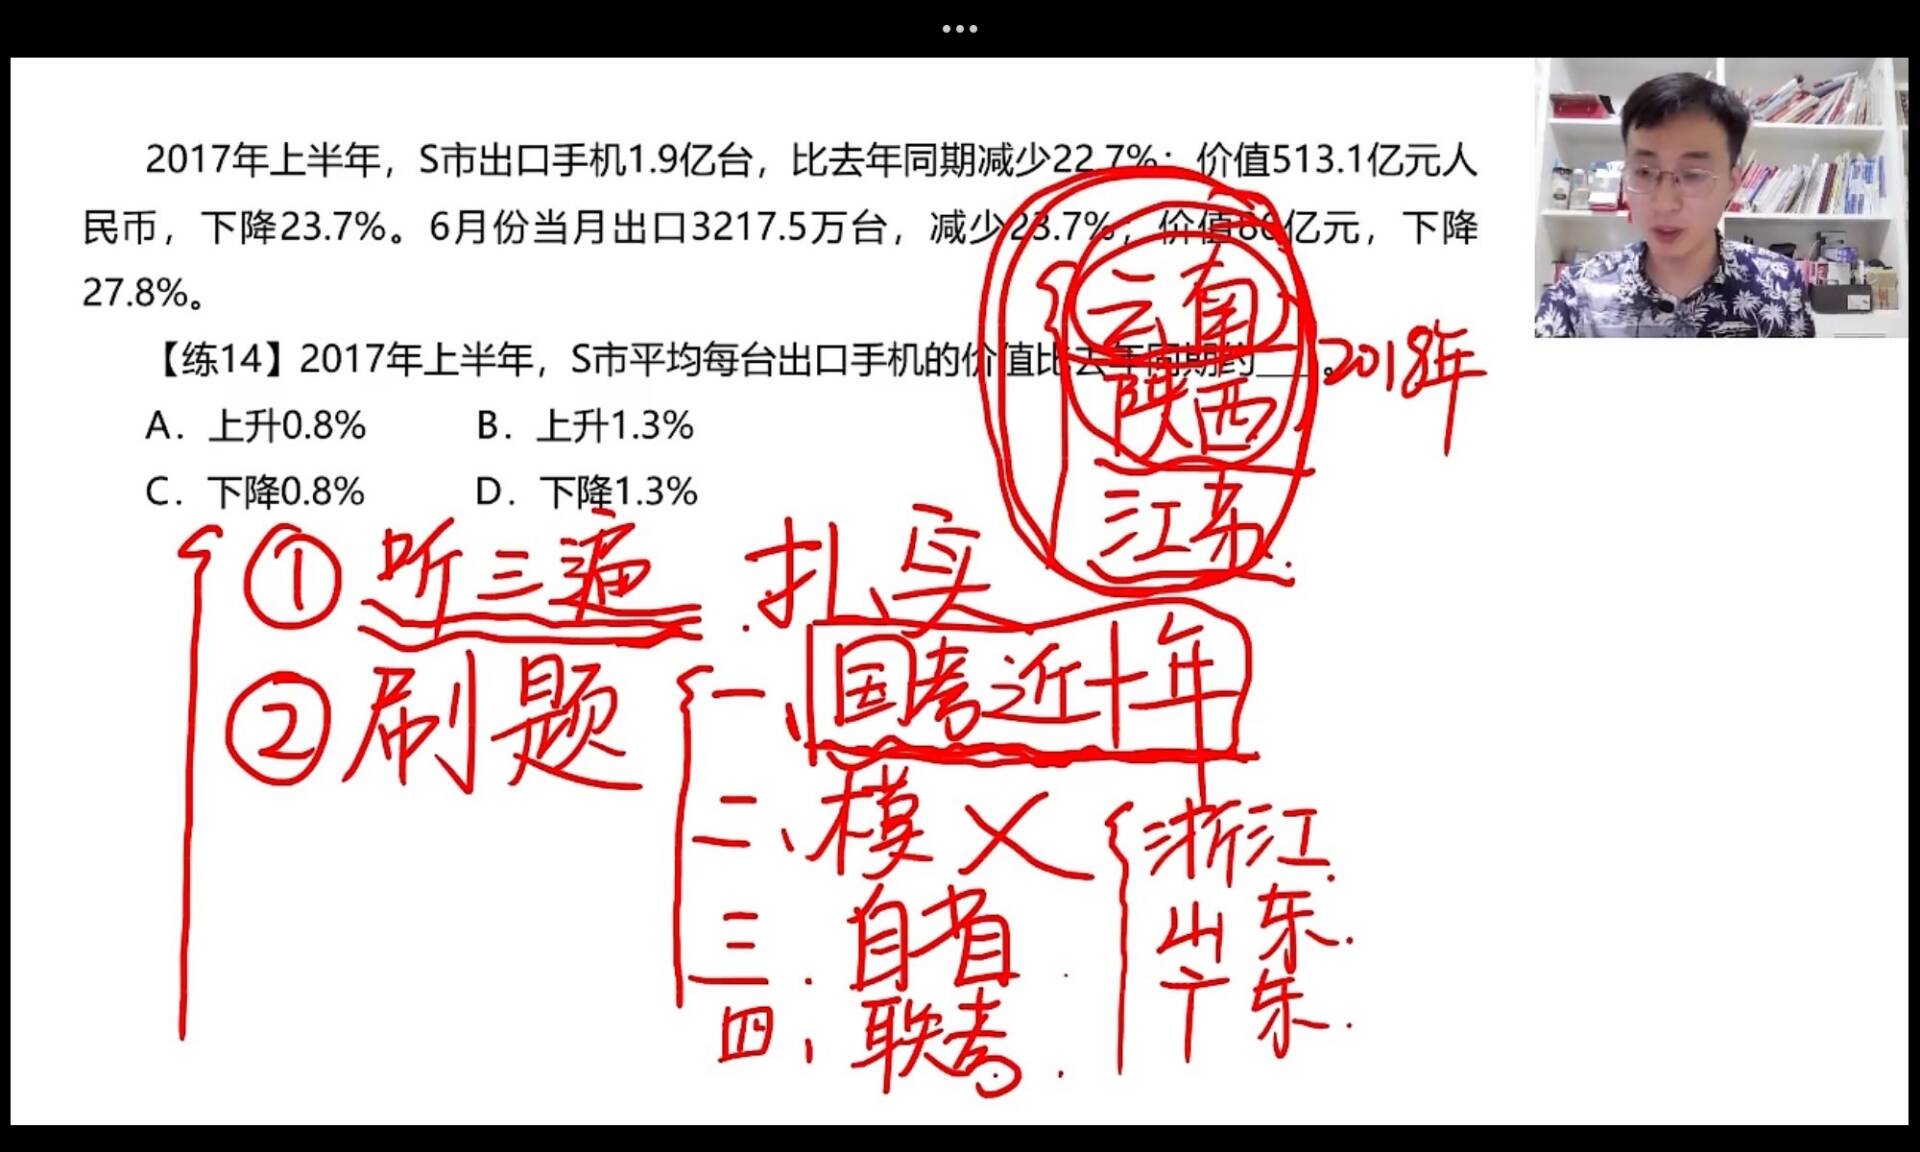 2017年上半年，S市出口手机1.9亿台，比去年同期减少22.7%；价值513.1亿元人
民币，下降23.7%。6月份当月出口3217.5万台，减少23.7%；价值86亿元，下降
27.8%。
【练14】2017年上半年，S市平均每台出口手机的价值比去年同期约____。
A．上升0.8% B．上升1.3%
C．下降0.8% D．下降1.3%
云南
陕西
江苏
2018年
① 听三遍 扎实
② 刷题
一、国考近十年
二、模 ×
三．自省
四、联考
浙江
山东
广东